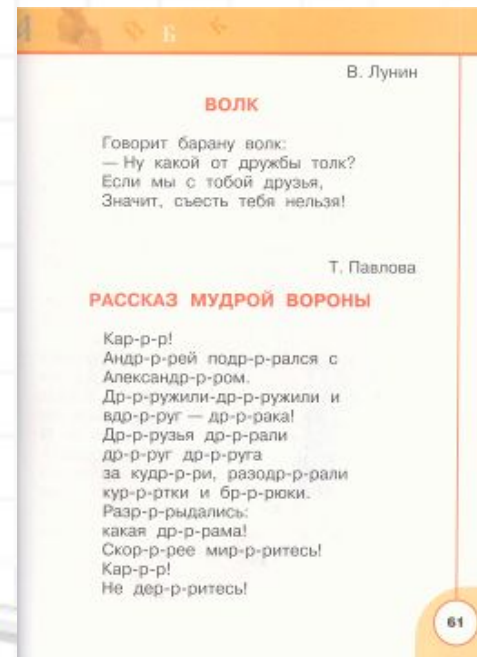 Б
В. Лунин
ВОЛК
Говорит барану волк:
— Ну какой от дружбы толк?
Если мы с тобой друзья,
Значит, съесть тебя нельзя!
Т. Павлова
РАССКАЗ МУДРОЙ ВОРОНЫ
Кар-р-р!
Андр-р-рей подр-р-рался с
Александр-р-ром.
Др-р-ружили-др-р-ружили и
вдр-р-руг — др-р-рака!
Др-р-рузья др-р-рали
др-р-руг др-р-руга
за кудр-р-ри, разодр-р-рали
кур-р-ртки и бр-р-рюки.
Разр-р-рыдались:
какая др-р-рама!
Скор-р-рее мир-р-ритесь!
Кар-р-р!
Не дер-р-ритесь!
61